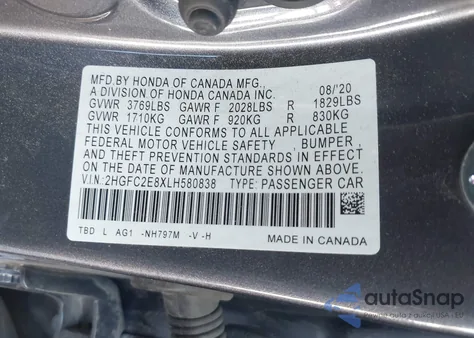 MFD.BY HONDA OF CANADA MFG.,
A DIVISION OF HONDA CANADA INC. 08/'20
GVWR 3769LBS GAWR F 2028LBS R 1829LBS
GVWR 1710KG GAWR F 920KG R 830KG
THIS VEHICLE CONFORMS TO ALL APPLICABLE
FEDERAL MOTOR VEHICLE SAFETY , BUMPER ,
AND THEFT PREVENTION STANDARDS IN EFFECT
ON THE DATE OF MANUFACTURE SHOWN ABOVE.
V.I.N:2HGFC2E8XLH580838 TYPE: PASSENGER CAR
TBD L AG1 -NH797M -V -H
MADE IN CANADA
autaSnap